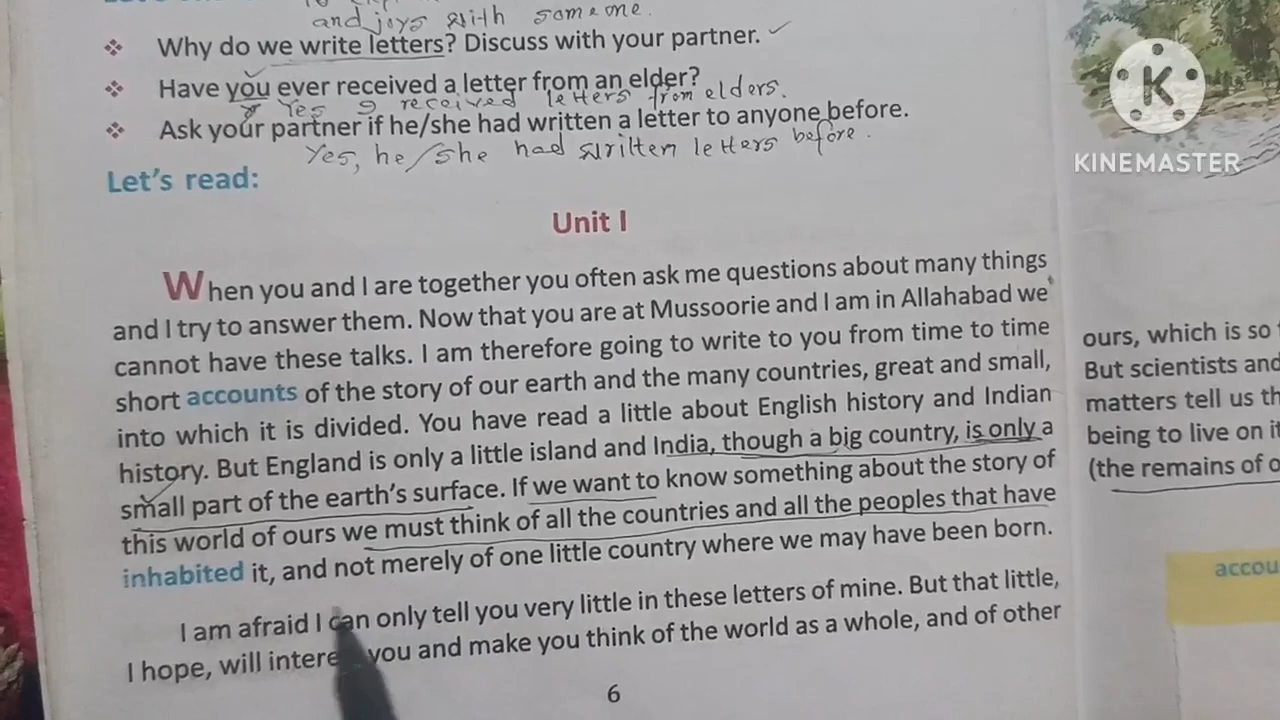 and joys with someone.
❖ Why do we write letters? Discuss with your partner.
❖ Have you ever received a letter from an elder?
Yes I received letters from elders.
❖ Ask your partner if he/she had written a letter to anyone before.
Yes, he/she had written letters before.
Let's read:
Unit I
When you and I are together you often ask me questions about many things
and I try to answer them. Now that you are at Mussoorie and I am in Allahabad we
cannot have these talks. I am therefore going to write to you from time to time
short accounts of the story of our earth and the many countries, great and small,
into which it is divided. You have read a little about English history and Indian
history. But England is only a little island and India, though a big country, is only a
small part of the earth's surface. If we want to know something about the story of
this world of ours we must think of all the countries and all the peoples that have
inhabited it, and not merely of one little country where we may have been born.
I am afraid I can only tell you very little in these letters of mine. But that little,
I hope, will you and make you think of the world as a whole, and of other
6
ours, which is so
But scientists and
matters tell us
being to live on
(the remains of
K
KINEMASTER